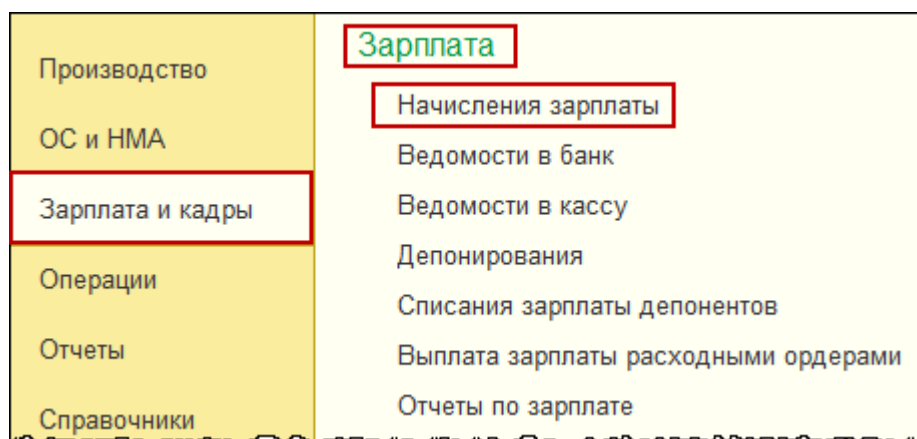 Производство
ОС и НМА
Зарплата и кадры
Операции
Отчеты
Справочники
Зарплата
Начисления зарплаты
Ведомости в банк
Ведомости в кассу
Депонирования
Списания зарплаты депонентов
Выплата зарплаты расходными ордерами
Отчеты по зарплате